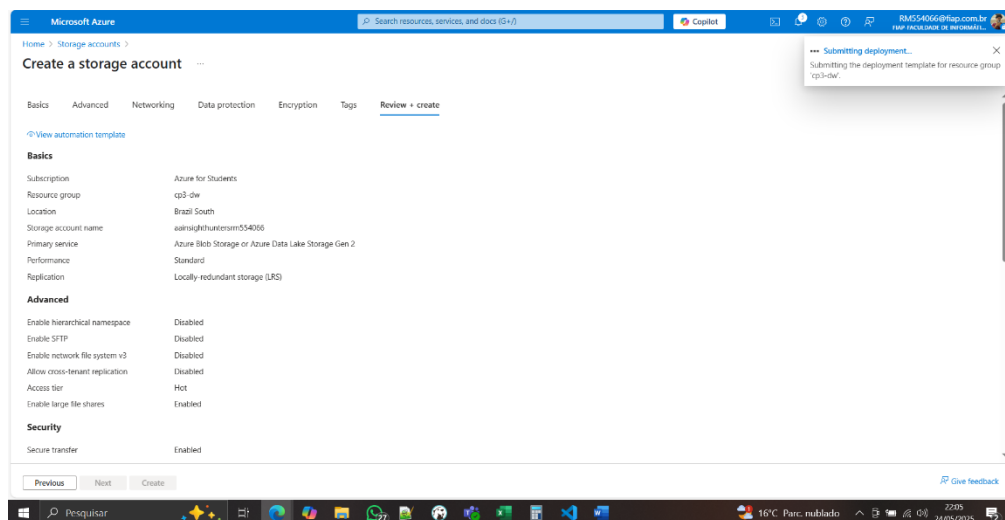 Microsoft Azure
Search resources, services, and docs (G+/)
Copilot
1
RM554066@fiap.com.br
FIAP FACULDADE DE INFORMÁTI...
Home > Storage accounts >
Create a storage account ...
Submitting deployment...
Submitting the deployment template for resource group
'cp3-dw'.
Basics Advanced Networking Data protection Encryption Tags Review + create
View automation template
Basics
Subscription Azure for Students
Resource group cp3-dw
Location Brazil South
Storage account name aainsighthuntersrm554066
Primary service Azure Blob Storage or Azure Data Lake Storage Gen 2
Performance Standard
Replication Locally-redundant storage (LRS)
Advanced
Enable hierarchical namespace Disabled
Enable SFTP Disabled
Enable network file system v3 Disabled
Allow cross-tenant replication Disabled
Access tier Hot
Enable large file shares Enabled
Security
Secure transfer Enabled
Previous Next Create Give feedback
Pesquisar 27 16°C Parc. nublado 22:05
24/05/2025